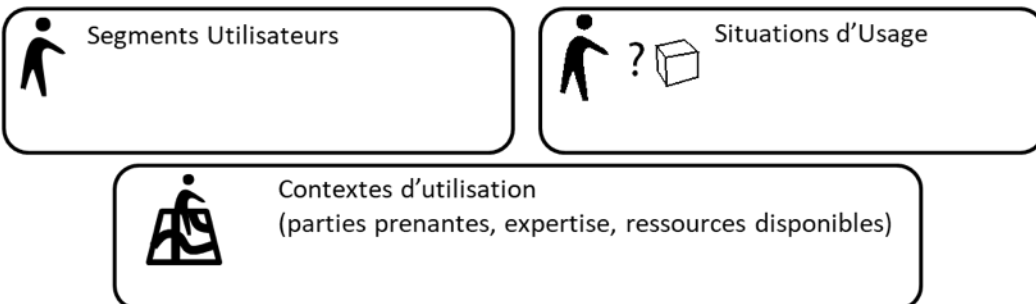 Segments Utilisateurs
Situations d'Usage
?
Contextes d'utilisation
(parties prenantes, expertise, ressources disponibles)